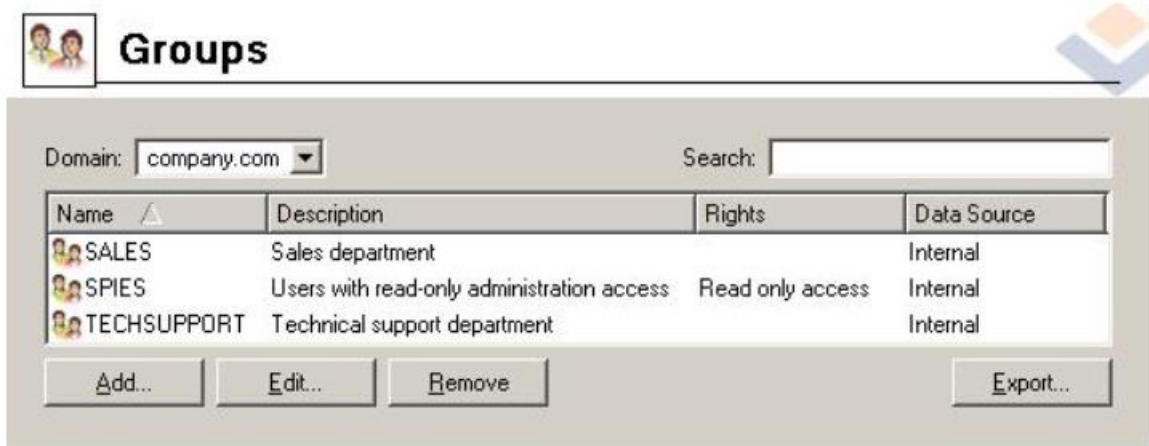 Groups
Domain: company.com Search:
Name Description Rights Data Source
SALES Sales department Internal
SPIES Users with read-only administration access Read only access Internal
TECHSUPPORT Technical support department Internal
Add... Edit... Remove Export...